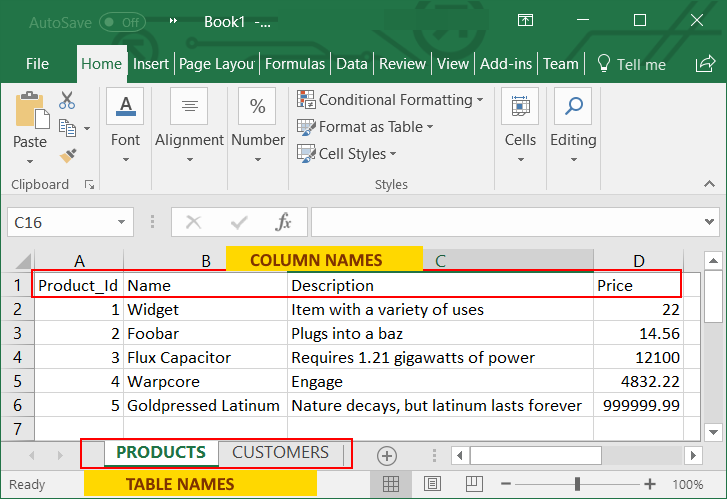 AutoSave Off Book1 -...
File Home Insert Page Layou Formulas Data Review View Add-ins Team Tell me
Paste Font Alignment Number % Conditional Formatting Format as Table Cell Styles Cells Editing
Clipboard Styles
C16 fx
A B COLUMN NAMES C D
1 Product_Id Name Description Price
2 1 Widget Item with a variety of uses 22
3 2 Foobar Plugs into a baz 14.56
4 3 Flux Capacitor Requires 1.21 gigawatts of power 12100
5 4 Warpcore Engage 4832.22
6 5 Goldpressed Latinum Nature decays, but latinum lasts forever 999999.99
7
PRODUCTS CUSTOMERS
Ready TABLE NAMES 100%